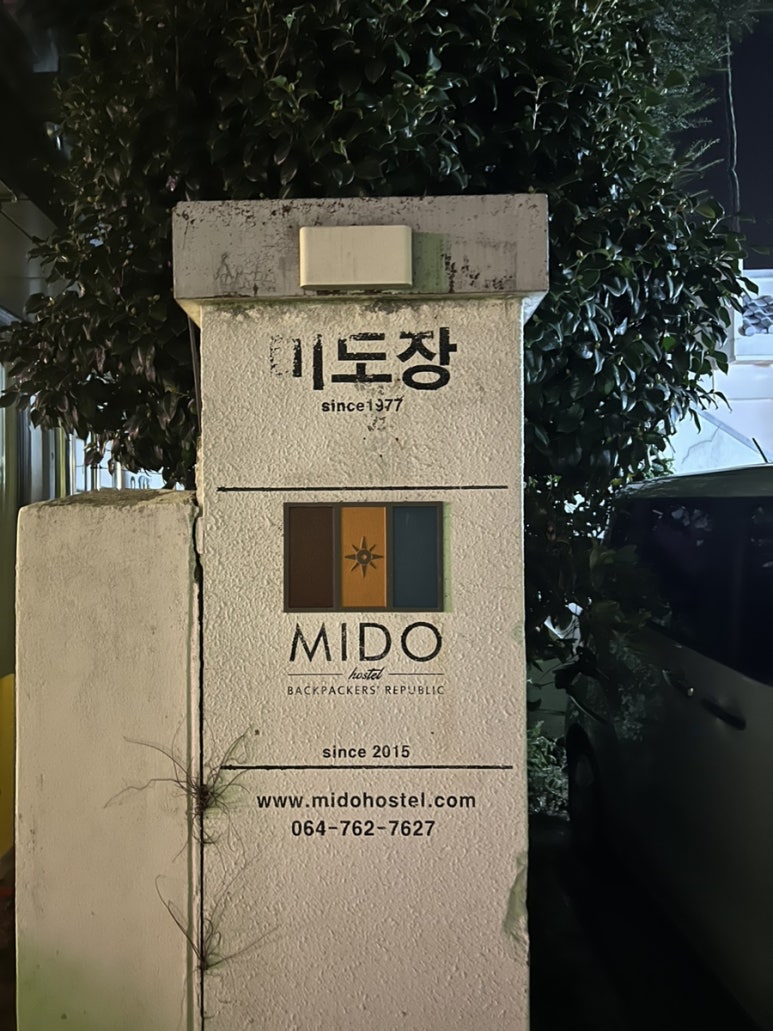 미도장
since1977
MIDO
hostel
BACKPACKERS' REPUBLIC
since 2015
www.midohostel.com
064-762-7627